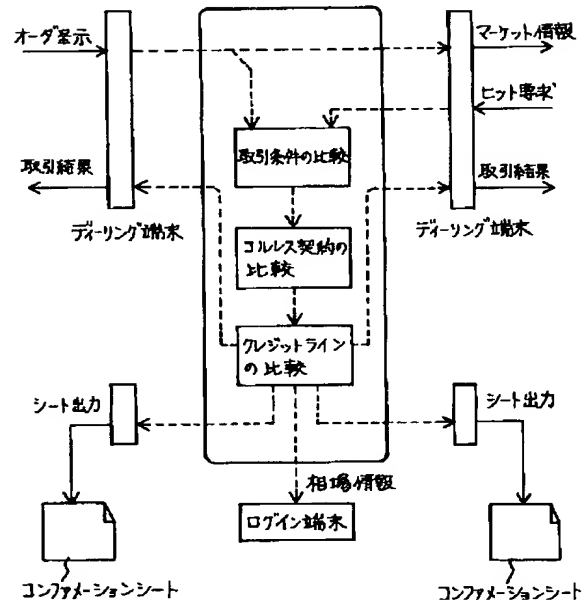 オーダ呈示
マーケット情報
ヒット要求
取引条件の比較
取引結果
取引結果
ディーリング端末
ディーリング端末
コルレス契約の
比較
クレジットライン
の比較
シート出力
シート出力
相場情報
ログイン端末
コンファメーションシート
コンファメーションシート